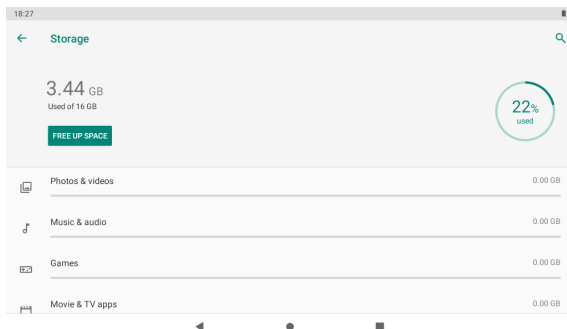 18:27
Storage
3.44 GB
Used of 16 GB
FREE UP SPACE
22%
used
Photos & videos
0.00 GB
Music & audio
0.00 GB
Games
0.00 GB
Movie & TV apps
0.00 GB